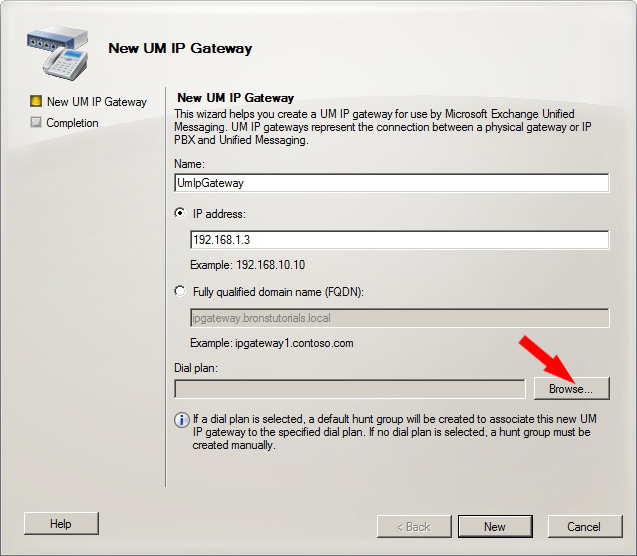 New UM IP Gateway
New UM IP Gateway
Completion
New UM IP Gateway
This wizard helps you create a UM IP gateway for use by Microsoft Exchange Unified
Messaging. UM IP gateways represent the connection between a physical gateway or IP
PBX and Unified Messaging.
Name:
UmIpGateway
IP address:
192.168.1.3
Example: 192.168.10.10
Fully qualified domain name (FQDN):
ipgateway.bronstutorials.local
Example: ipgateway1.contoso.com
Dial plan:
Browse...
If a dial plan is selected, a default hunt group will be created to associate this new UM
IP gateway to the specified dial plan. If no dial plan is selected, a hunt group must be
created manually.
Help
< Back
New
Cancel